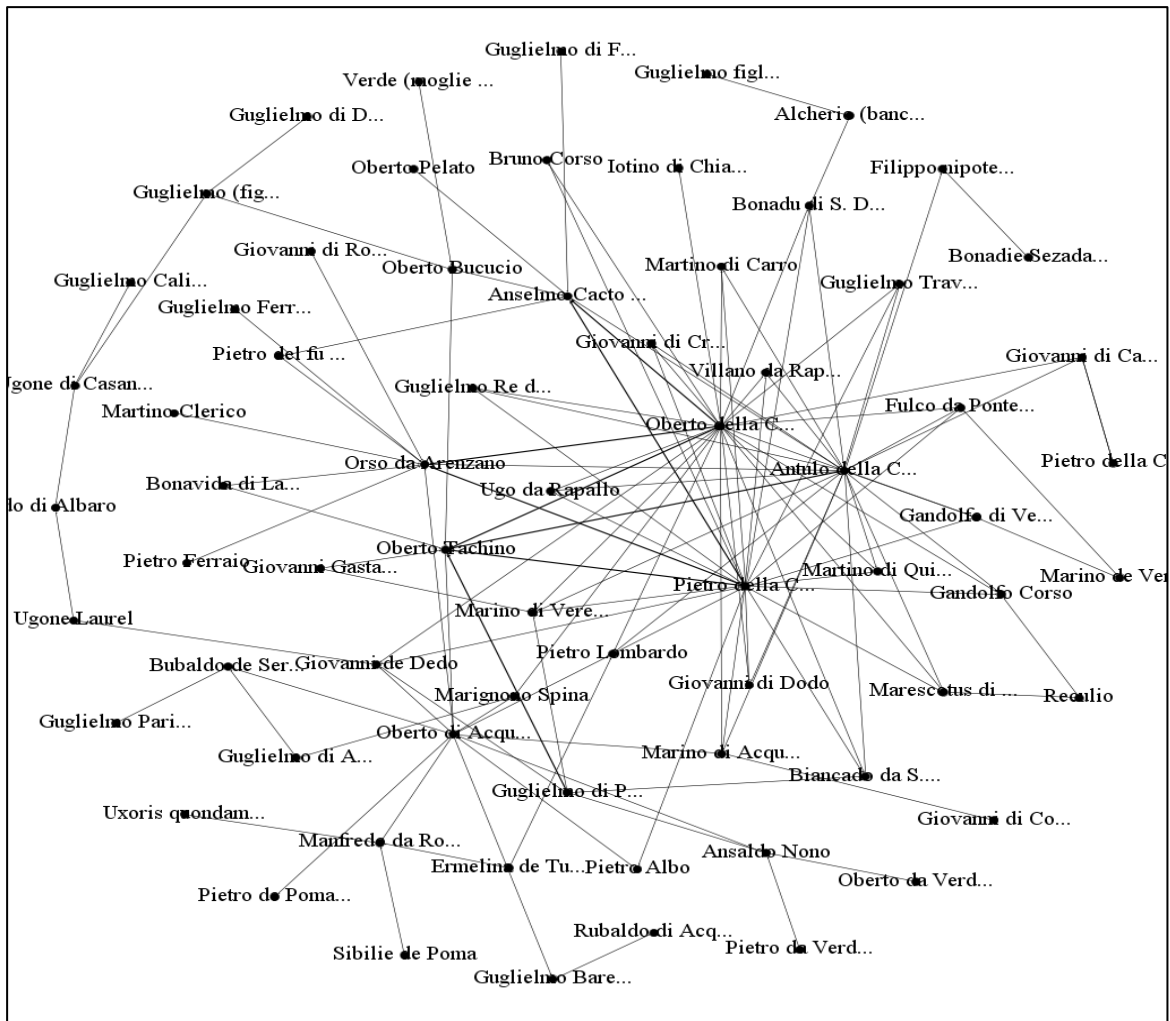 Guglielmo di F...
Guglielmo figl...
Verde (moglie ...
Guglielmo di D...
Alcherio (banc...
Bruno Corso
Oberto Pelato
Iotino di Chia...
Filippo nipote...
Guglielmo (fig...
Bonadu di S. D...
Giovanni di Ro...
Bonadie Sezada...
Oberto Bucucio
Martino di Carro
Guglielmo Cali...
Guglielmo Trav...
Anselmo Cacto ...
Guglielmo Ferr...
Giovanni di Cr...
Pietro del fu ...
Giovanni di Ca...
Villano da Rap...
Ugone di Casan...
Guglielmo Re d...
Fulco da Ponte...
Martino Clerico
Oberto della C...
Orso da Arenzano
Antulo della C...
Pietro della C
Bonavida di La...
Ugo da Rapallo
do di Albaro
Gandolfo di Ve...
Oberto Tachino
Pietro Ferraio
Giovanni Gasta...
Martino di Qui...
Marino de Ver
Pietro della C...
Gandolfo Corso
Marino di Vere...
Ugone Laurel
Pietro Lombardo
Bubaldo de Ser...
Giovanni de Dedo
Giovanni di Dodo
Marescotus di ...
Reculio
Marignono Spina
Guglielmo Pari...
Oberto di Acqu...
Guglielmo di A...
Marino di Acqu...
Biancado da S....
Guglielmo di P...
Uxoris quondam...
Giovanni di Co...
Manfredo da Ro...
Ansaldo Nono
Ermelina de Tu...
Pietro Albo
Oberto da Verd...
Pietro de Poma...
Rubaldo di Acq...
Pietro da Verd...
Sibilie de Poma
Guglielmo Bare...